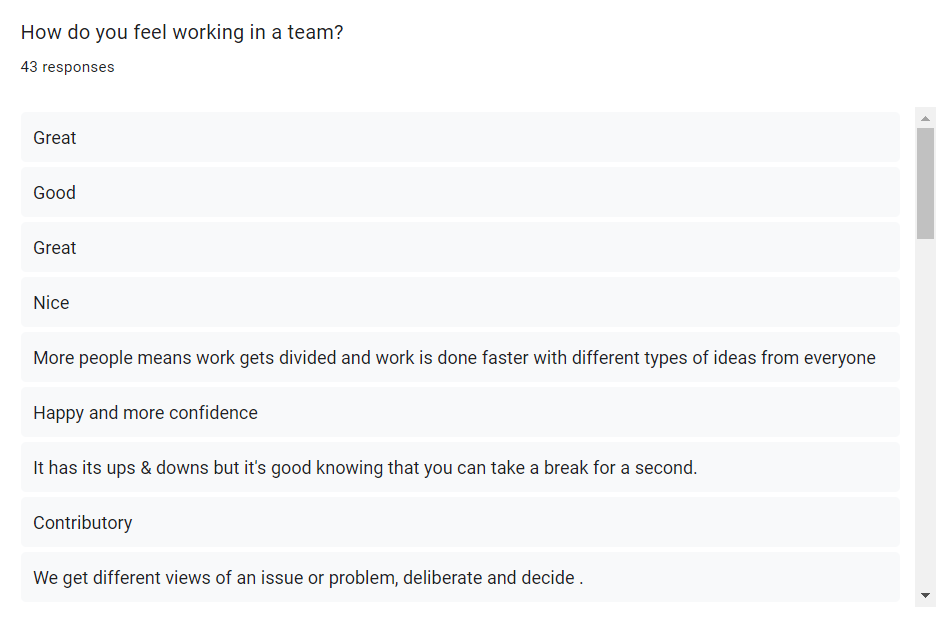 How do you feel working in a team?
43 responses
Great
Good
Great
Nice
More people means work gets divided and work is done faster with different types of ideas from everyone
Happy and more confidence
It has its ups & downs but it's good knowing that you can take a break for a second.
Contributory
We get different views of an issue or problem, deliberate and decide .